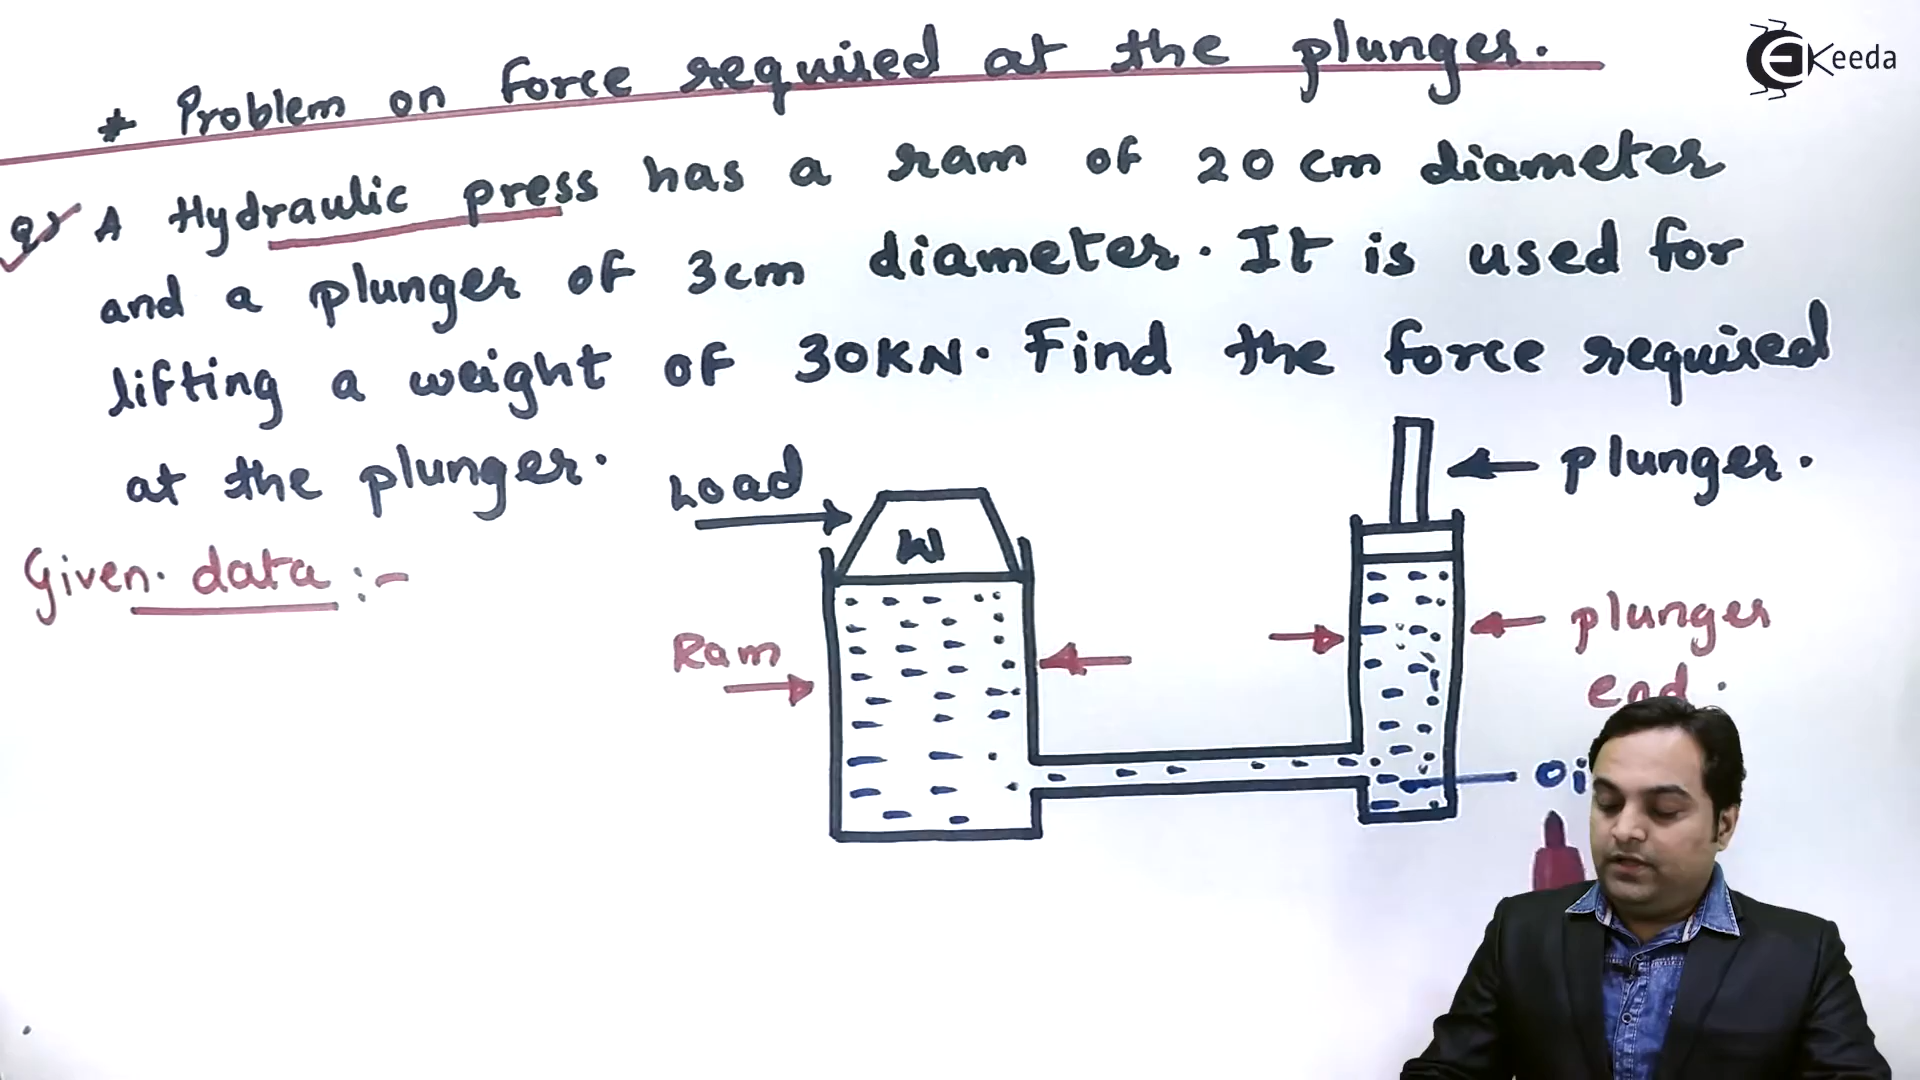 * Problem on force required at the plunger.
Keeda
Q> A Hydraulic press has a ram of 20 cm diameter
and a plunger of 3cm diameter. It is used for
lifting a weight of 30KN. Find the force required
at the plunger.
Load
plunger.
W
Given data :-
Ram
plunger
end.